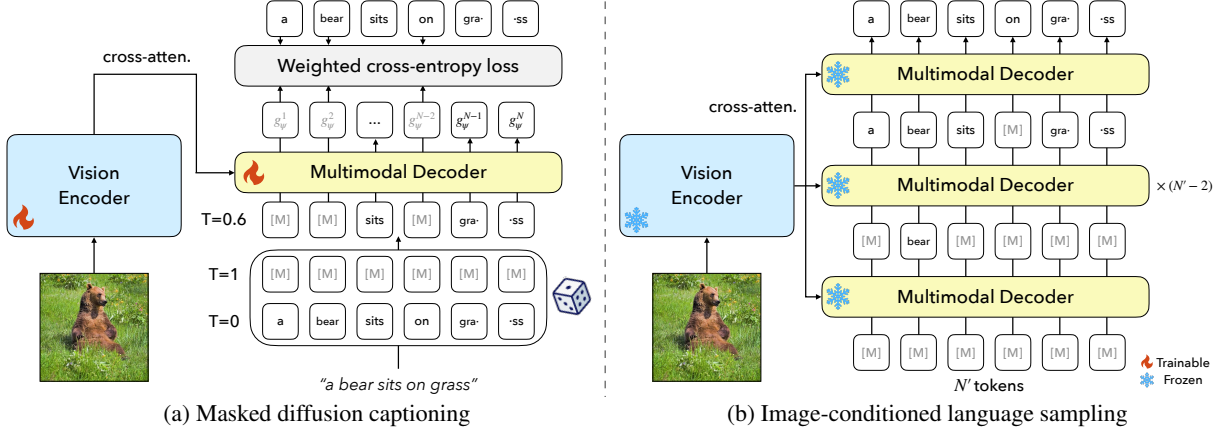 a bear sits on gra· ·ss
Weighted cross-entropy loss
cross-atten.
g_ψ^1 g_ψ^2 ... g_ψ^{N-2} g_ψ^{N-1} g_ψ^N
Vision
Encoder
Multimodal Decoder
T=0.6 [M] [M] sits [M] gra· ·ss
T=1 [M] [M] [M] [M] [M] [M]
T=0 a bear sits on gra· ·ss
"a bear sits on grass"
(a) Masked diffusion captioning
a bear sits on gra· ·ss
Multimodal Decoder
cross-atten.
a bear sits [M] gra· ·ss
Vision
Encoder
Multimodal Decoder
× (N′ − 2)
[M] bear [M] [M] [M] [M]
Multimodal Decoder
[M] [M] [M] [M] [M] [M]
N′ tokens
Trainable
Frozen
(b) Image-conditioned language sampling